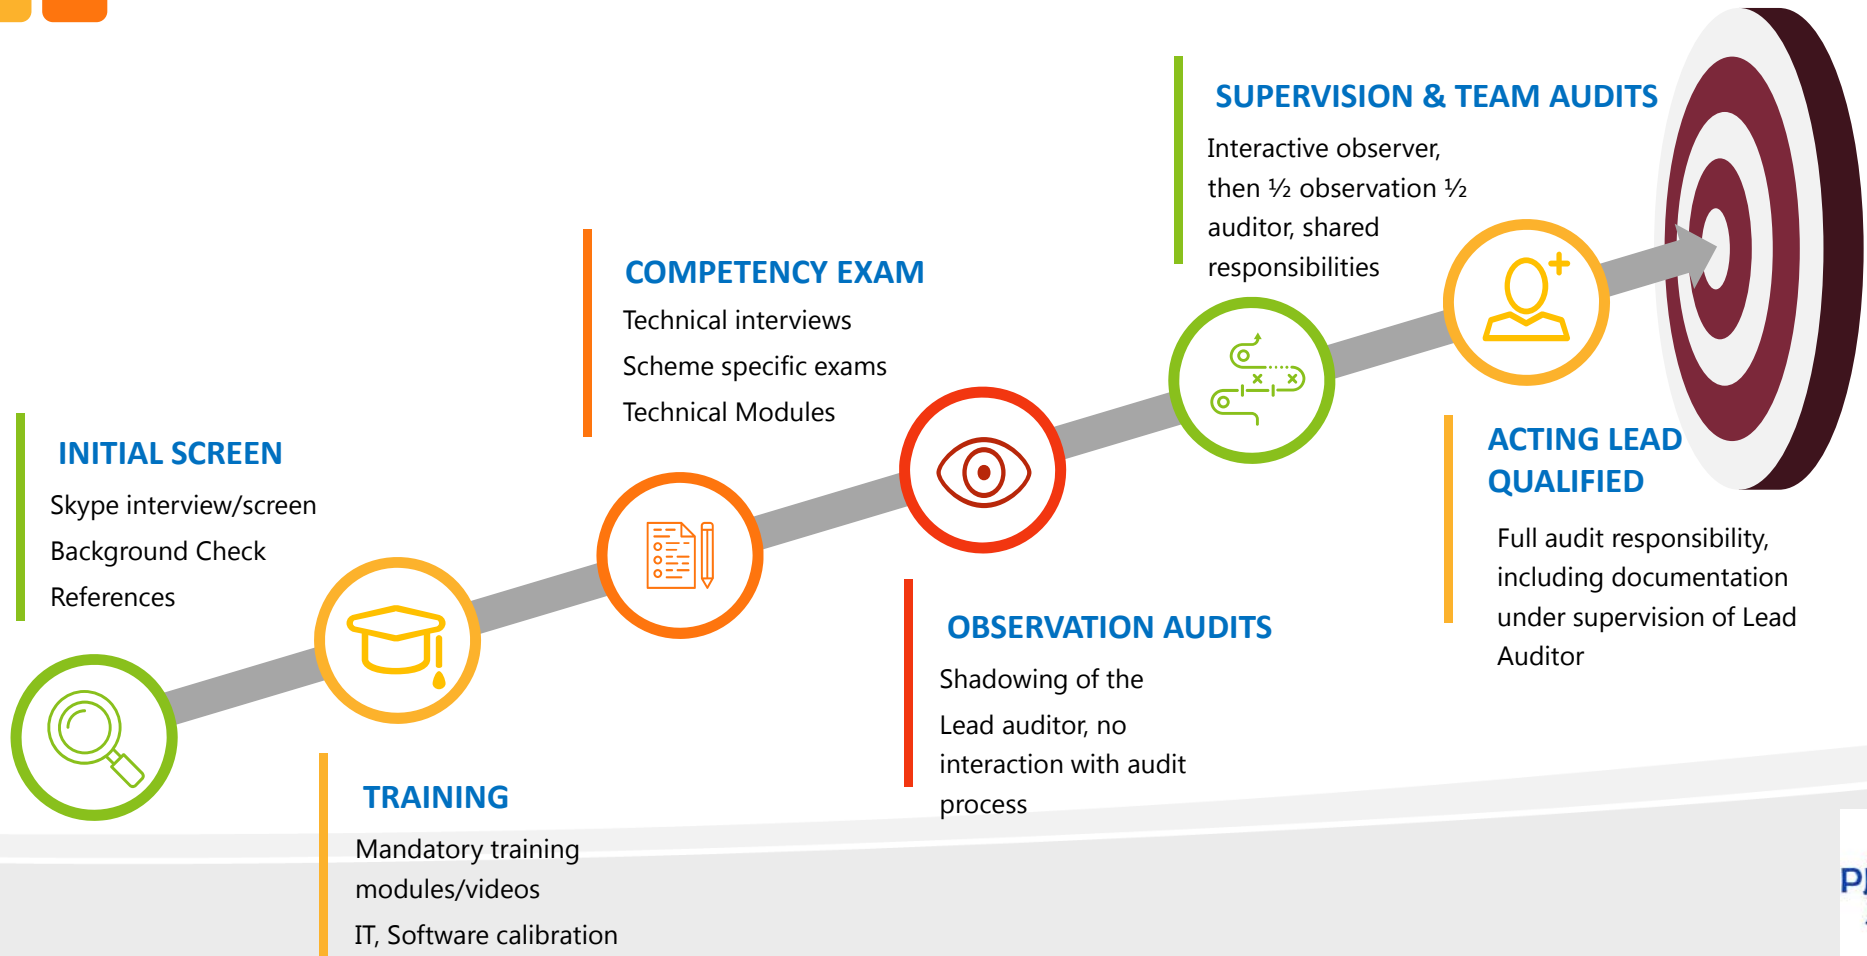 INITIAL SCREEN
Skype interview/screen
Background Check
References
TRAINING
Mandatory training
modules/videos
IT, Software calibration
COMPETENCY EXAM
Technical interviews
Scheme specific exams
Technical Modules
OBSERVATION AUDITS
Shadowing of the
Lead auditor, no
interaction with audit
process
SUPERVISION & TEAM AUDITS
Interactive observer,
then ½ observation ½
auditor, shared
responsibilities
ACTING LEAD
QUALIFIED
Full audit responsibility,
including documentation
under supervision of Lead
Auditor